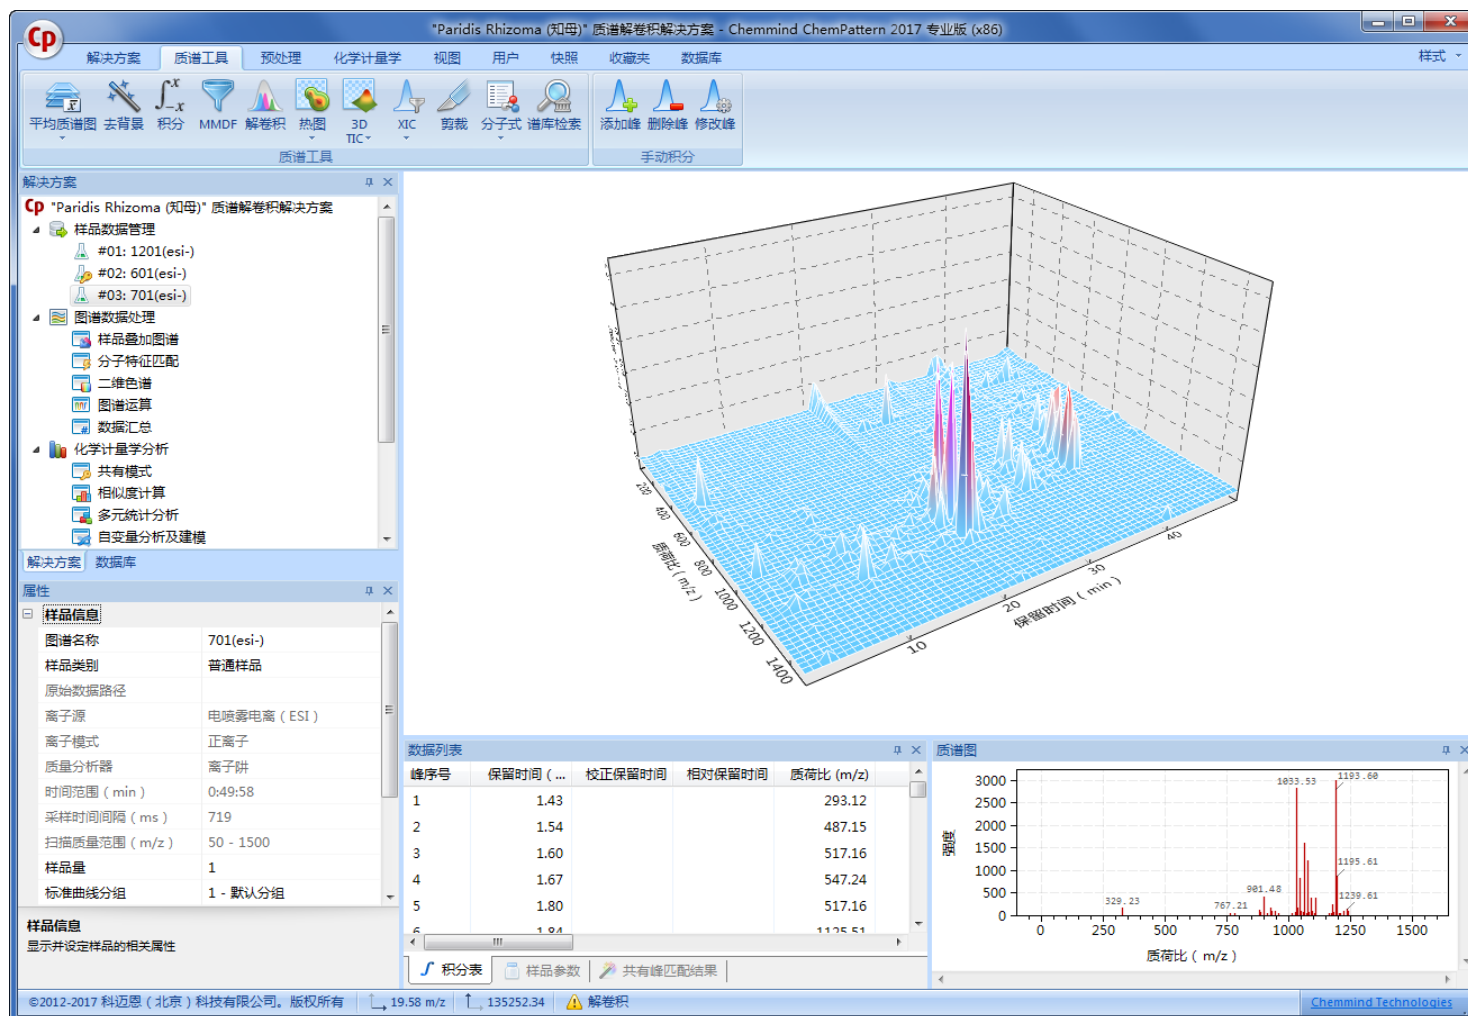 "Paridis Rhizoma (知母)" 质谱解卷积解决方案 - Chemmind ChemPattern 2017 专业版 (x86)
Cp
解决方案 质谱工具 预处理 化学计量学 视图 用户 快照 收藏夹 数据库 样式
平均质谱图 去背景 积分 MMDF 解卷积 热图 3D TIC XIC 剪裁 分子式 谱库检索 添加峰 删除峰 修改峰
质谱工具 手动积分
解决方案
Cp "Paridis Rhizoma (知母)" 质谱解卷积解决方案
样品数据管理
#01: 1201(esi-)
#02: 601(esi-)
#03: 701(esi-)
图谱数据处理
样品叠加图谱
分子特征匹配
二维色谱
图谱运算
数据汇总
化学计量学分析
共有模式
相似度计算
多元统计分析
自变量分析及建模
解决方案 数据库
属性
样品信息
图谱名称 701(esi-)
样品类别 普通样品
原始数据路径
离子源 电喷雾电离（ESI）
离子模式 正离子
质量分析器 离子阱
时间范围（min） 0:49:58
采样时间间隔（ms） 719
扫描质量范围（m/z） 50 - 1500
样品量 1
标准曲线分组 1 - 默认分组
样品信息
显示并设定样品的相关属性
200
400
600
800
1000
1200
1400
质荷比（m/z）
10
20
30
40
保留时间（min）
数据列表
峰序号 保留时间（... 校正保留时间 相对保留时间 质荷比 (m/z)
1 1.43 293.12
2 1.54 487.15
3 1.60 517.16
4 1.67 547.24
5 1.80 517.16
6 1.84 1125.51
积分表 样品参数 共有峰匹配结果
质谱图
强度
3000
2500
2000
1500
1000
500
0
1033.53
1193.60
1195.61
901.48
329.23
767.21
1239.61
0 250 500 750 1000 1250 1500
质荷比（m/z）
©2012-2017 科迈恩（北京）科技有限公司。版权所有 19.58 m/z 135252.34 解卷积 Chemmind Technologies